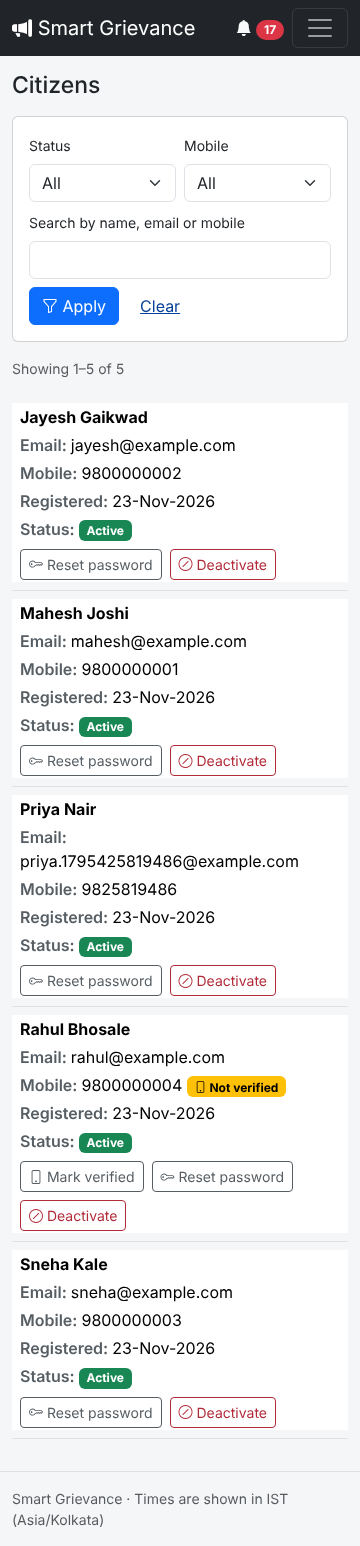 Smart Grievance 17
Citizens
Status Mobile
All All
Search by name, email or mobile
Apply Clear
Showing 1–5 of 5
Jayesh Gaikwad
Email: jayesh@example.com
Mobile: 9800000002
Registered: 23-Nov-2026
Status: Active
Reset password Deactivate
Mahesh Joshi
Email: mahesh@example.com
Mobile: 9800000001
Registered: 23-Nov-2026
Status: Active
Reset password Deactivate
Priya Nair
Email:
priya.1795425819486@example.com
Mobile: 9825819486
Registered: 23-Nov-2026
Status: Active
Reset password Deactivate
Rahul Bhosale
Email: rahul@example.com
Mobile: 9800000004 Not verified
Registered: 23-Nov-2026
Status: Active
Mark verified Reset password
Deactivate
Sneha Kale
Email: sneha@example.com
Mobile: 9800000003
Registered: 23-Nov-2026
Status: Active
Reset password Deactivate
Smart Grievance · Times are shown in IST
(Asia/Kolkata)